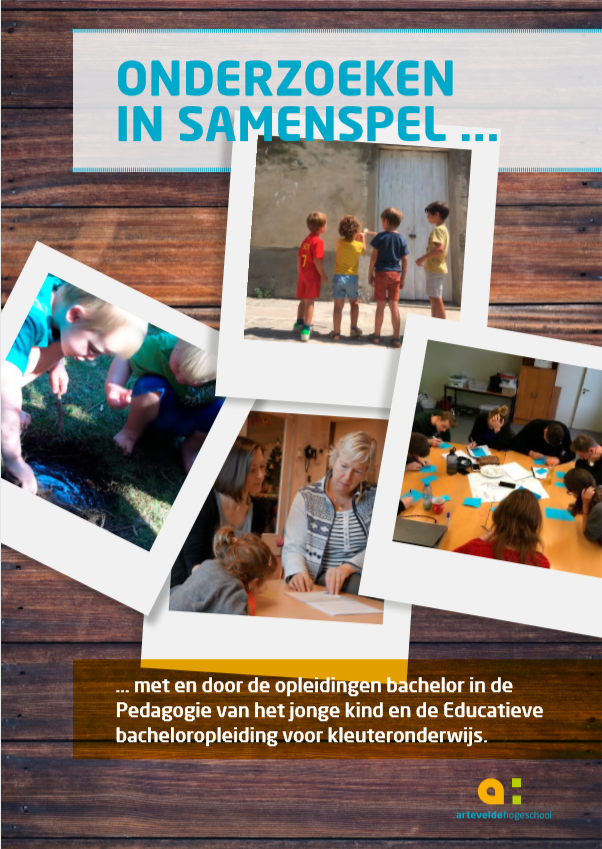 ONDERZOEKEN
IN SAMENSPEL ...
7
... met en door de opleidingen bachelor in de
Pedagogie van het jonge kind en de Educatieve
bacheloropleiding voor kleuteronderwijs.
a:
arteveldehogeschool